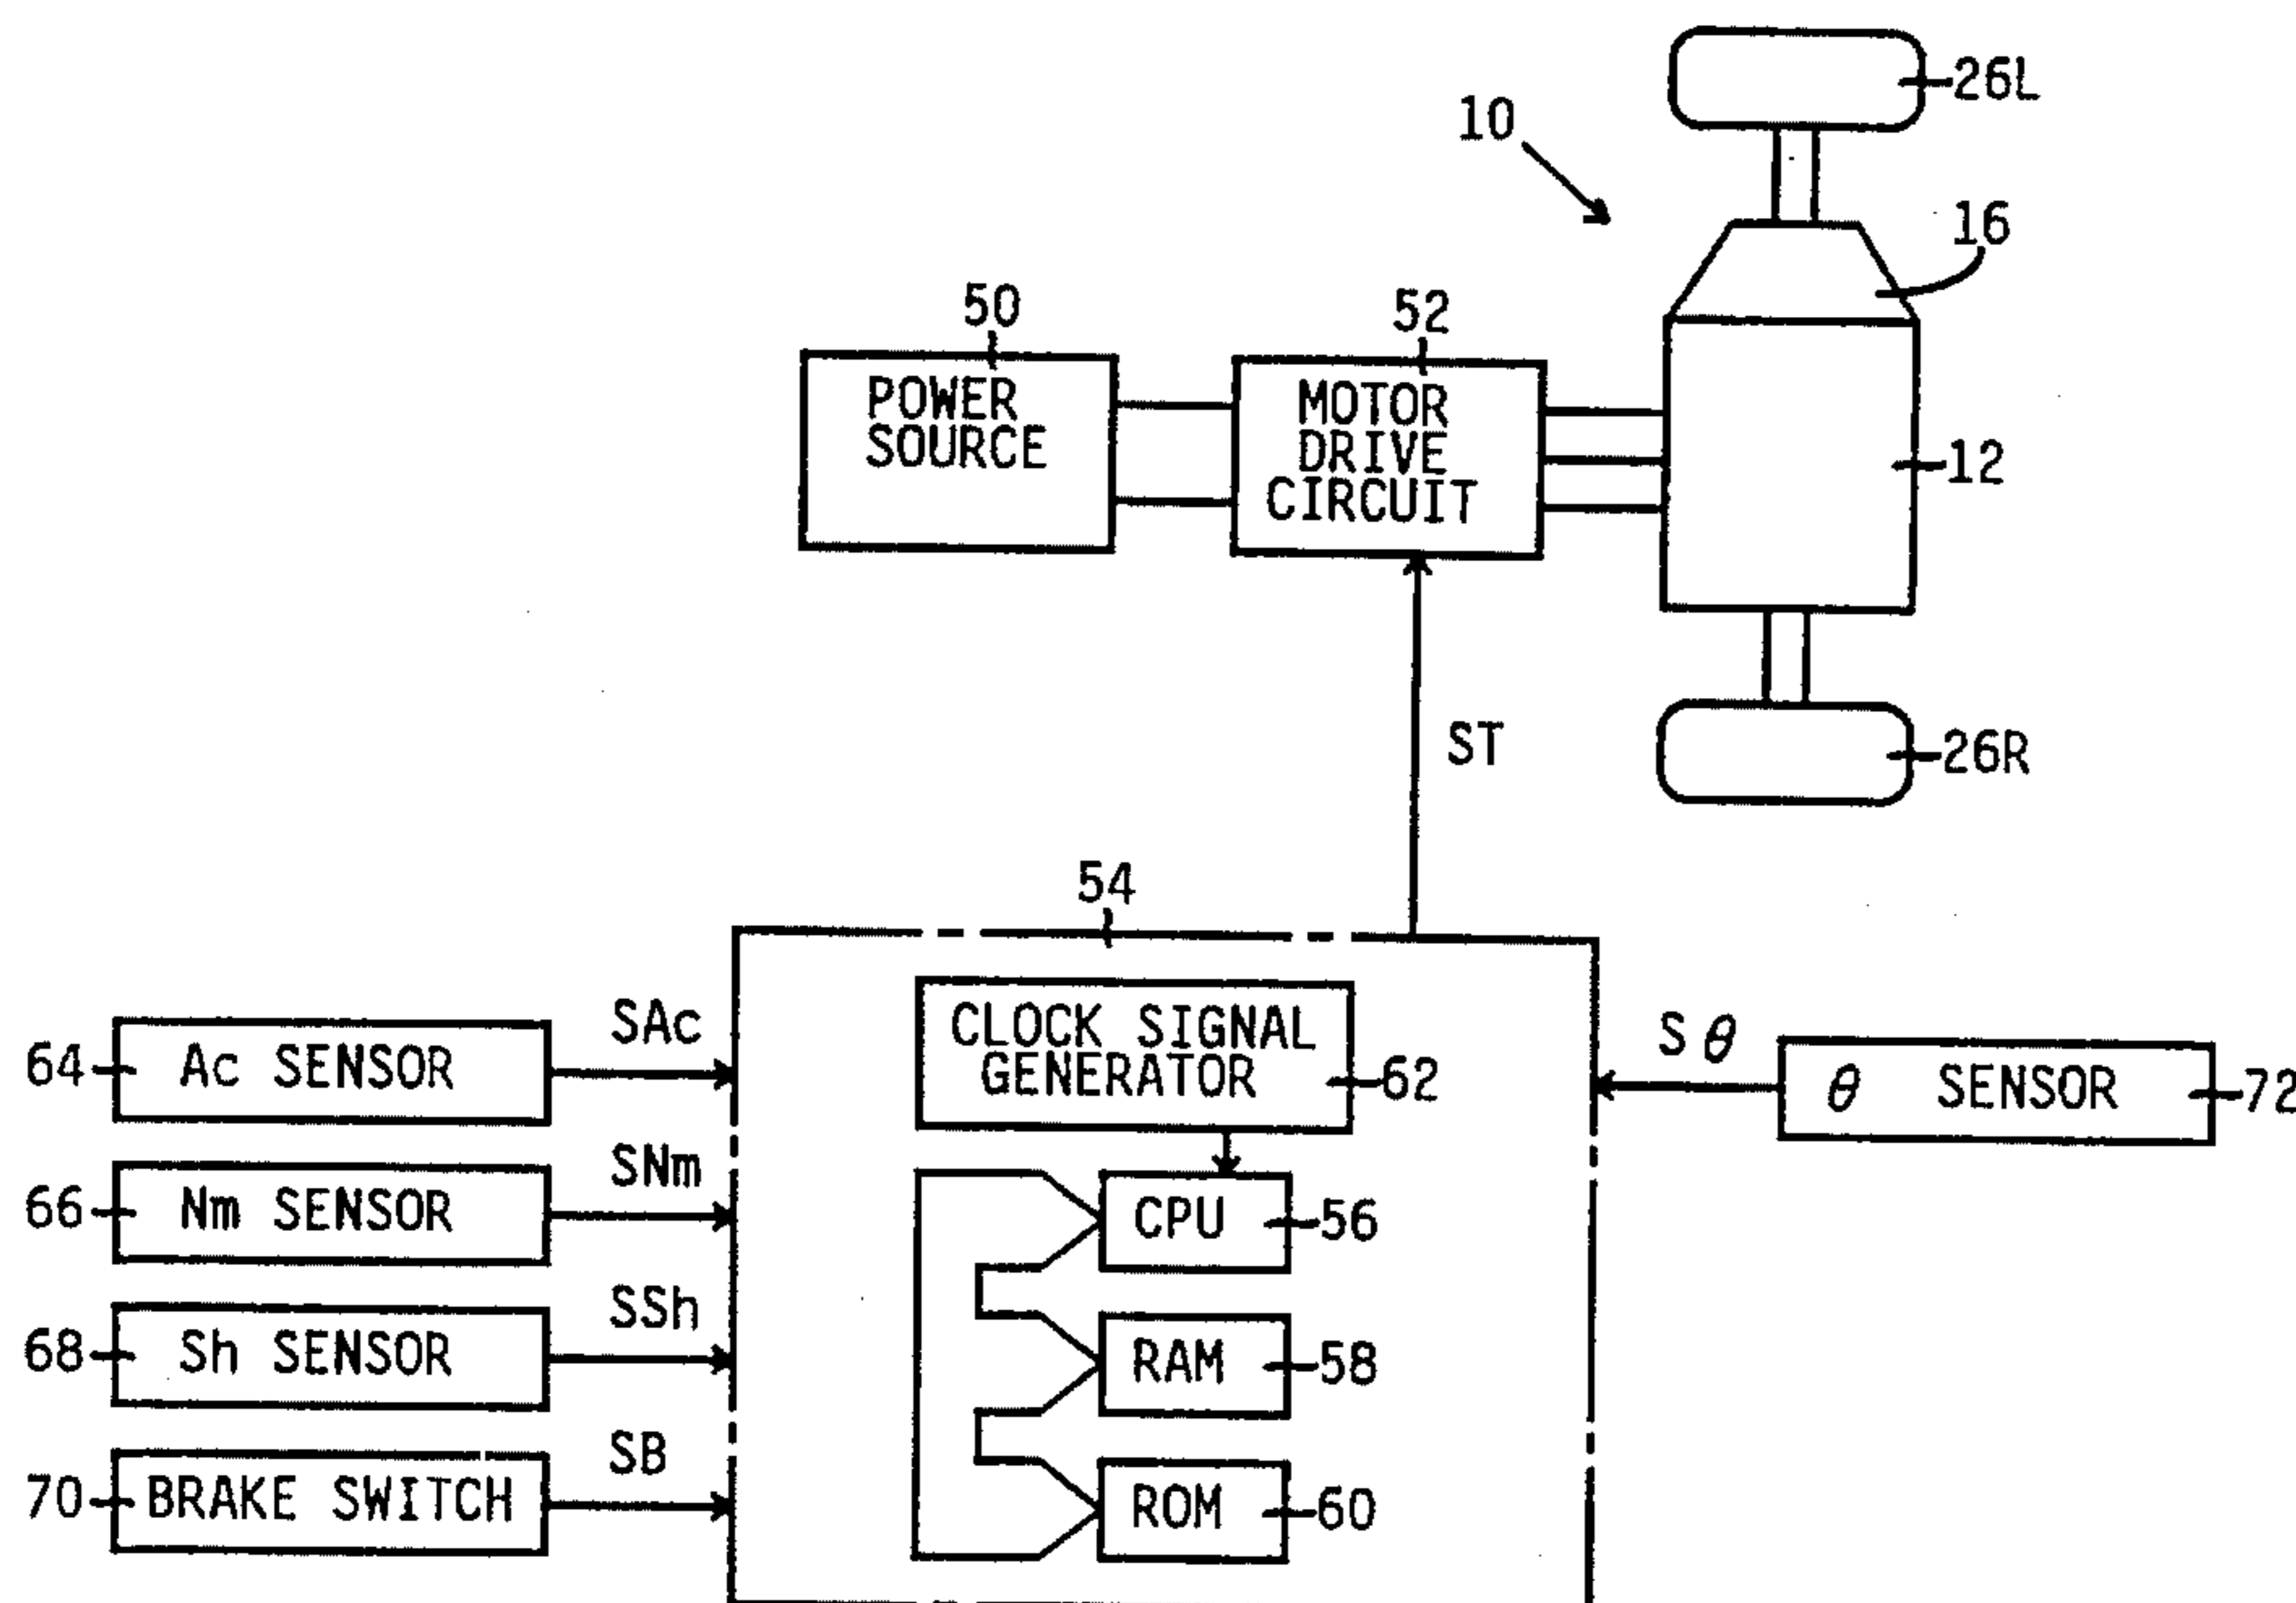 26L
10
16
50
52
POWER
SOURCE
MOTOR
DRIVE
CIRCUIT
12
ST
26R
54
64
Ac SENSOR
SAc
CLOCK SIGNAL
GENERATOR
62
Sθ
θ SENSOR
72
66
Nm SENSOR
SNm
CPU
56
68
Sh SENSOR
SSh
RAM
58
70
BRAKE SWITCH
SB
ROM
60